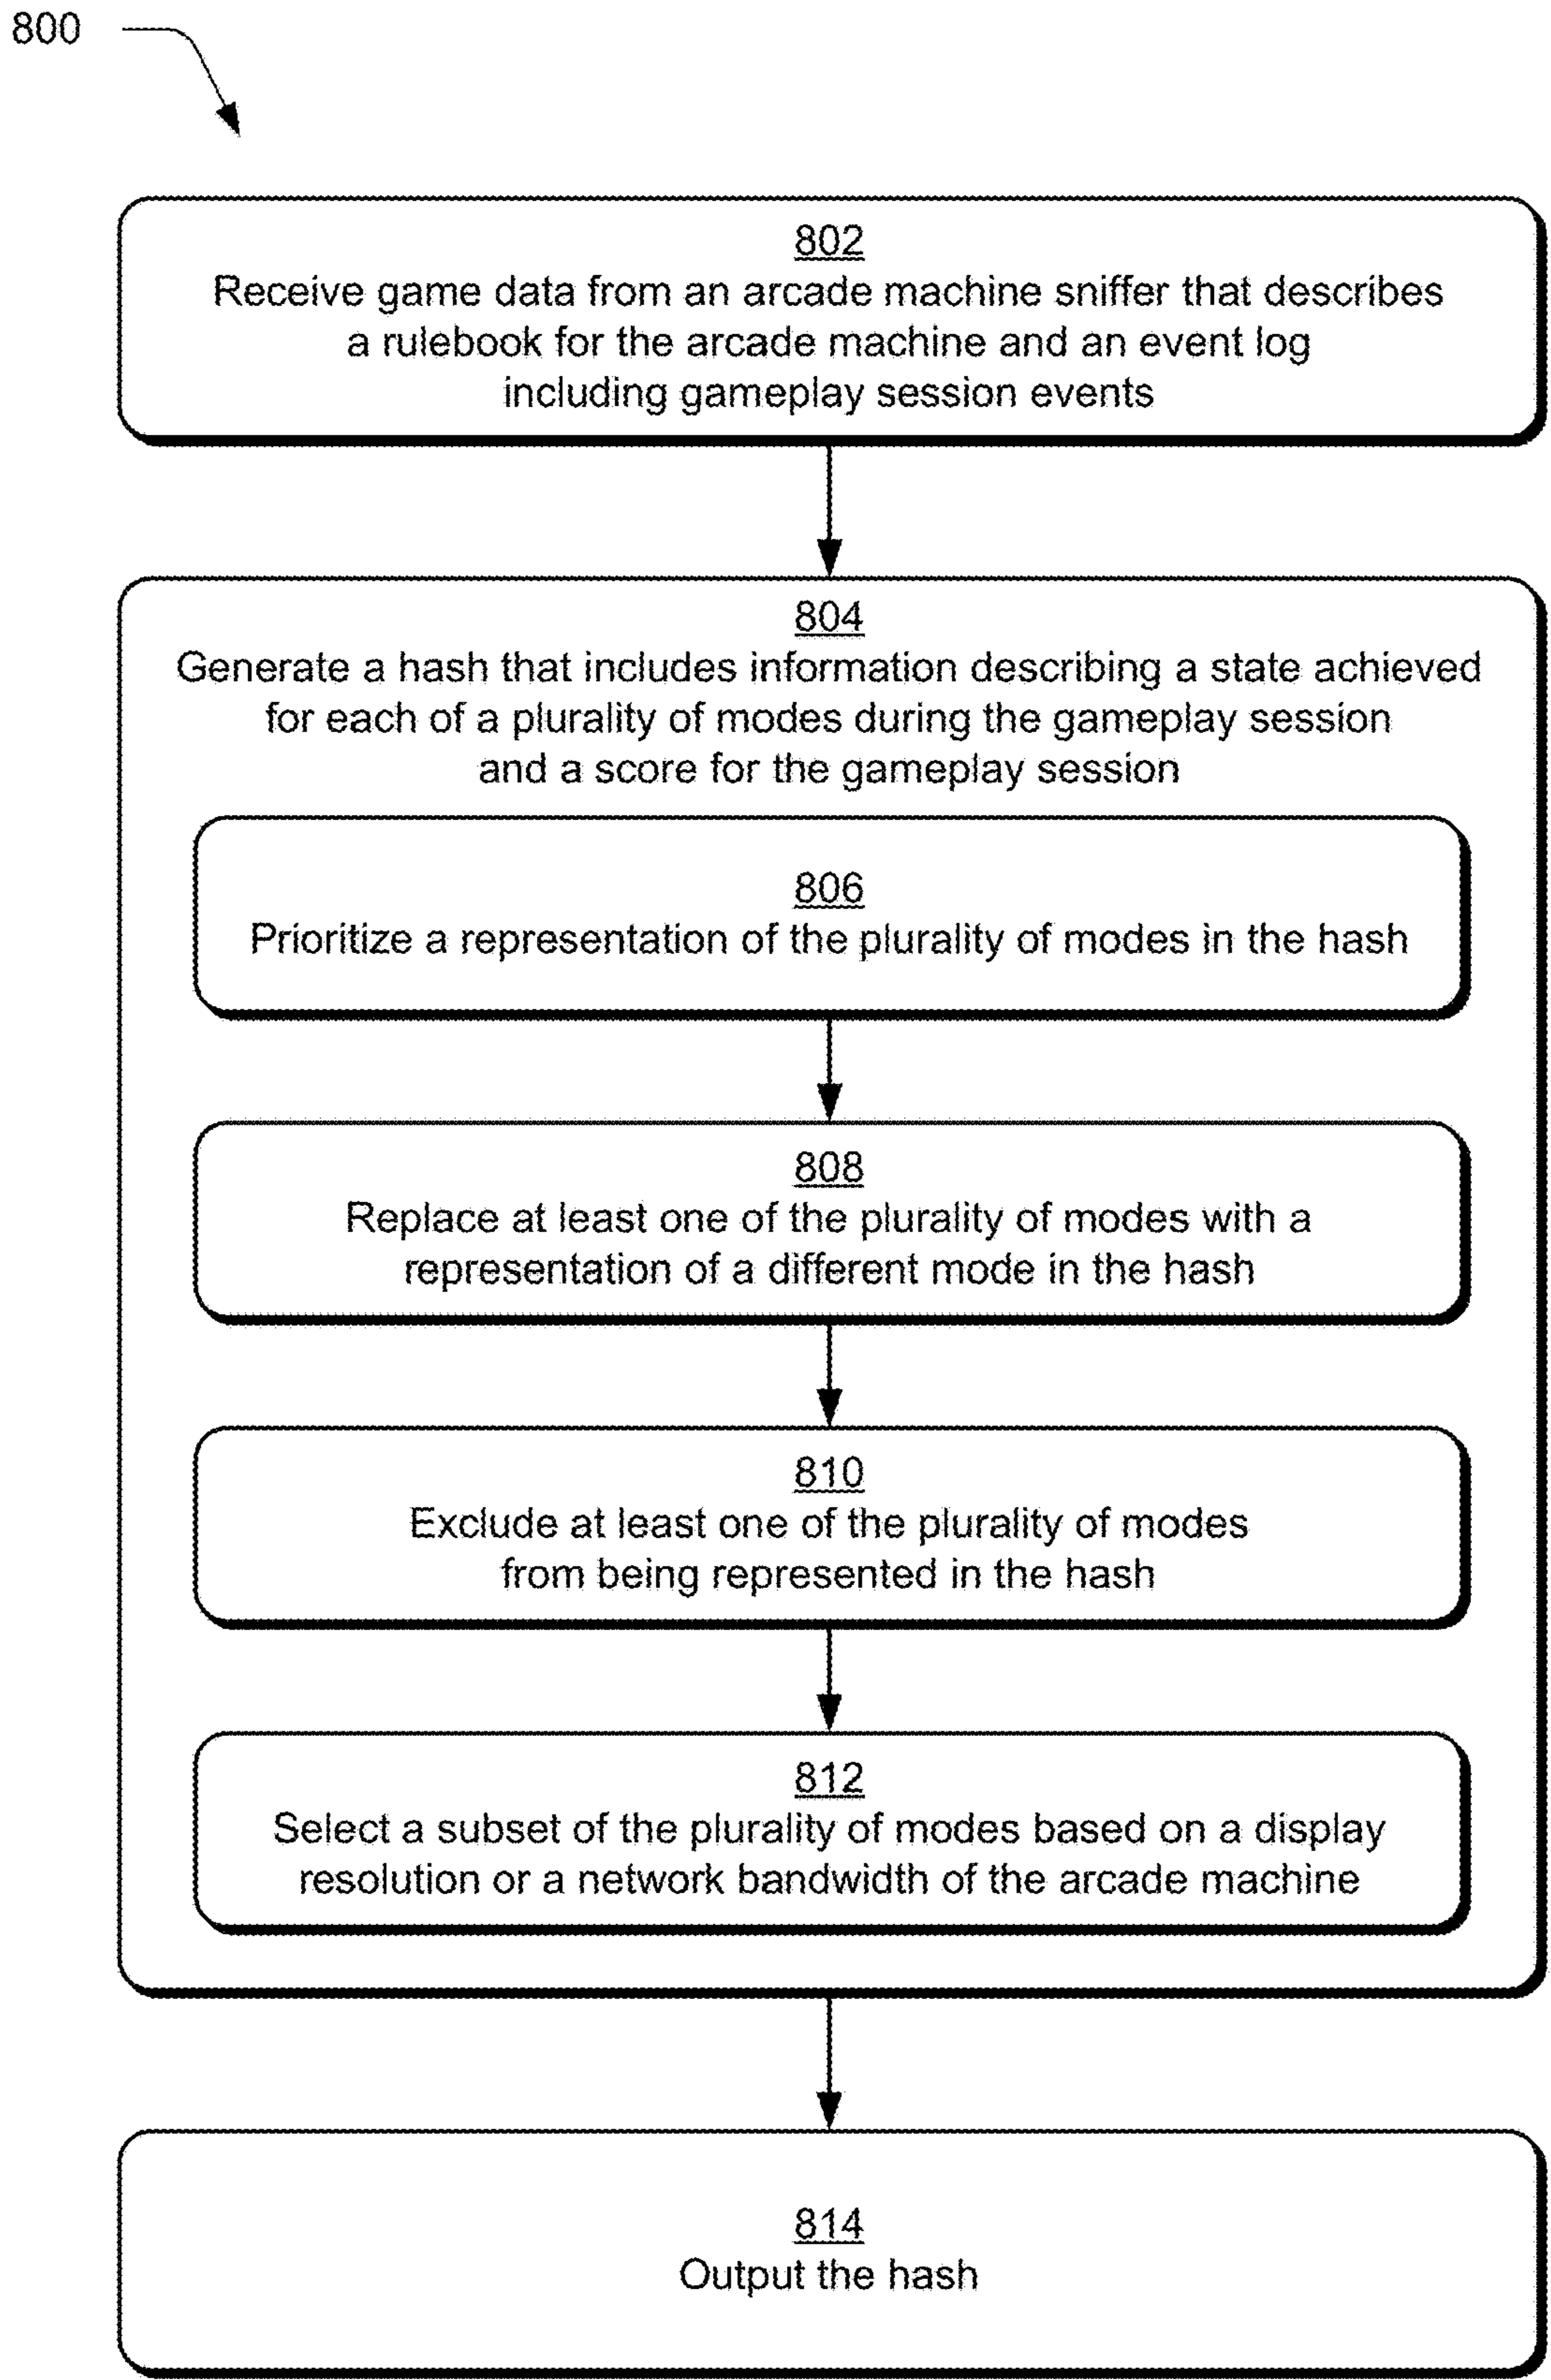 800
802
Receive game data from an arcade machine sniffer that describes
a rulebook for the arcade machine and an event log
including gameplay session events
804
Generate a hash that includes information describing a state achieved
for each of a plurality of modes during the gameplay session
and a score for the gameplay session
806
Prioritize a representation of the plurality of modes in the hash
808
Replace at least one of the plurality of modes with a
representation of a different mode in the hash
810
Exclude at least one of the plurality of modes
from being represented in the hash
812
Select a subset of the plurality of modes based on a display
resolution or a network bandwidth of the arcade machine
814
Output the hash